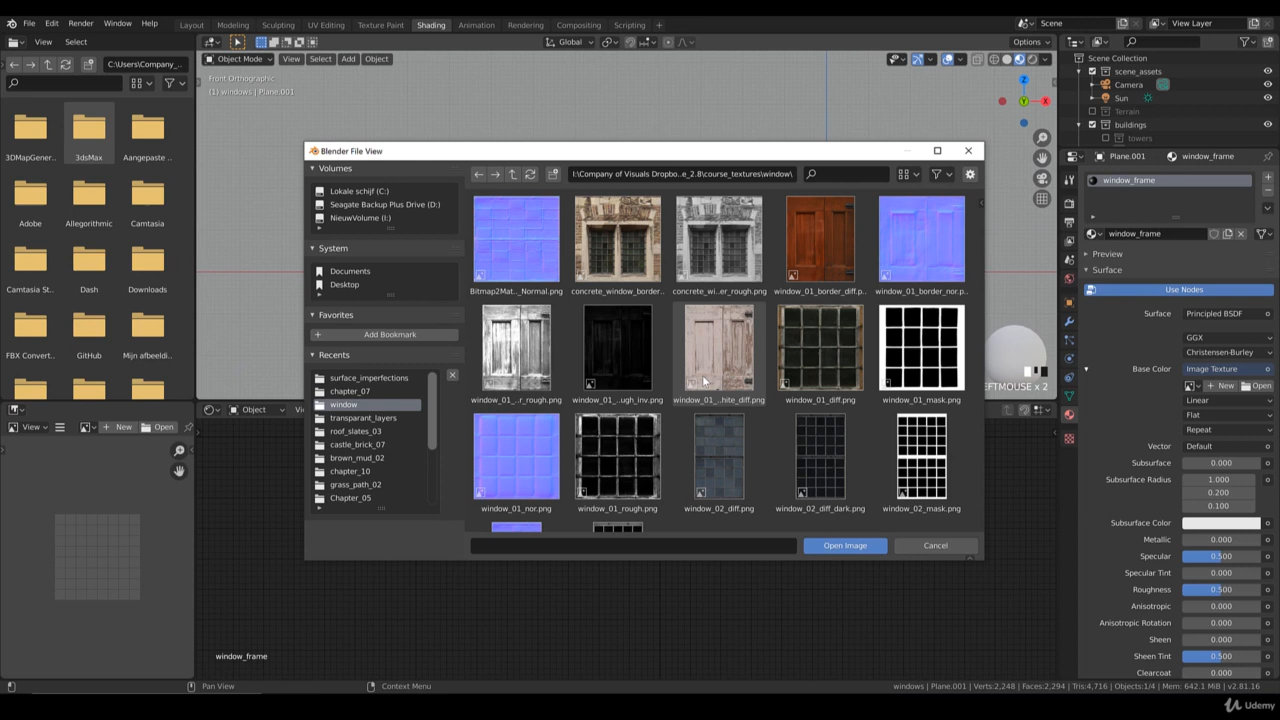 File Edit Render Window Help Layout Modeling Sculpting UV Editing Texture Paint Shading Animation Rendering Compositing Scripting + Scene View Layer
View Select Object Mode View Select Add Object Global Options
C:\Users\Company_...
Front Orthographic
(1) windows | Plane.001
3DMapGener... 3dsMax Aangepaste ...
Adobe Allegorithmic Camtasia
Camtasia St... Dash Downloads
FBX Convert... GitHub Mijn afbeeldi...
View New Open
Blender File View
Volumes
Lokale schijf (C:)
Seagate Backup Plus Drive (D:)
NieuwVolume (I:)
System
Documents
Desktop
Favorites
Add Bookmark
Recents
surface_imperfections
chapter_07
window
transparant_layers
roof_slates_03
castle_brick_07
brown_mud_02
chapter_10
grass_path_02
Chapter_05
I:\Company of Visuals Dropbo...e_2.8\course_textures\window\
Bitmap2Mat..._Normal.png concrete_window_border... concrete_wi...er_rough.png window_01_border_diff.p... window_01_border_nor.p...
window_01_...r_rough.png window_01_...ugh_inv.png window_01_...hite_diff.png window_01_diff.png window_01_mask.png
window_01_nor.png window_01_rough.png window_02_diff.png window_02_diff_dark.png window_02_mask.png
Open Image Cancel
EFTMOUSE x 2
Object
window_frame
Scene Collection
scene_assets
Camera
Sun
Terrain
buildings
towers
Plane.001 window_frame
window_frame
window_frame
Preview
Surface
Use Nodes
Surface Principled BSDF
GGX
Christensen-Burley
Base Color Image Texture
New Open
Linear
Flat
Repeat
Vector Default
Subsurface 0.000
Subsurface Radius 1.000
0.200
0.100
Subsurface Color
Metallic 0.000
Specular 0.500
Specular Tint 0.000
Roughness 0.500
Anisotropic 0.000
Anisotropic Rotation 0.000
Sheen 0.000
Sheen Tint 0.500
Clearcoat 0.000
Pan View Context Menu windows | Plane.001 | Verts:2,248 | Faces:2,294 | Tris:4,716 | Objects:1/4 | Mem: 642.1 MiB | v2.81.16
Udemy